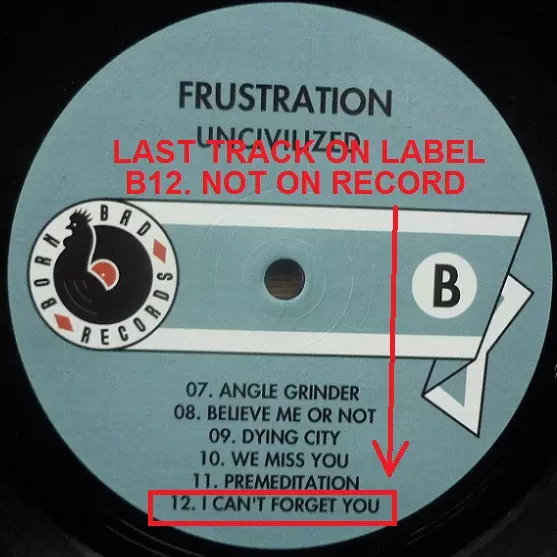 FRUSTRATION
UNCIVILIZED
LAST TRACK ON LABEL
B12. NOT ON RECORD
BORN BAD RECORDS
B
07. ANGLE GRINDER
08. BELIEVE ME OR NOT
09. DYING CITY
10. WE MISS YOU
11. PREMEDITATION
12. I CAN'T FORGET YOU